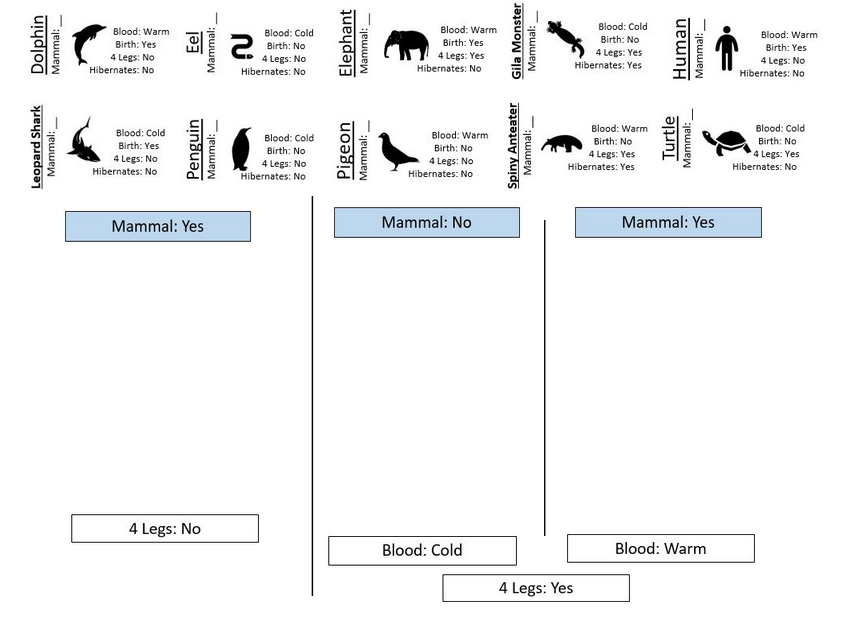 Dolphin
Mammal: __
Blood: Warm
Birth: Yes
4 Legs: No
Hibernates: No
Eel
Mammal: __
Blood: Cold
Birth: No
4 Legs: No
Hibernates: No
Elephant
Mammal: __
Blood: Warm
Birth: Yes
4 Legs: Yes
Hibernates: No
Gila Monster
Mammal: __
Blood: Cold
Birth: No
4 Legs: Yes
Hibernates: Yes
Human
Mammal: __
Blood: Warm
Birth: Yes
4 Legs: No
Hibernates: No
Leopard Shark
Mammal: __
Blood: Cold
Birth: Yes
4 Legs: No
Hibernates: No
Penguin
Mammal: __
Blood: Cold
Birth: No
4 Legs: No
Hibernates: No
Pigeon
Mammal: __
Blood: Warm
Birth: No
4 Legs: No
Hibernates: No
Spiny Anteater
Mammal: __
Blood: Warm
Birth: No
4 Legs: Yes
Hibernates: Yes
Turtle
Mammal: __
Blood: Cold
Birth: No
4 Legs: Yes
Hibernates: No
Mammal: Yes
Mammal: No
Mammal: Yes
4 Legs: No
Blood: Cold
Blood: Warm
4 Legs: Yes